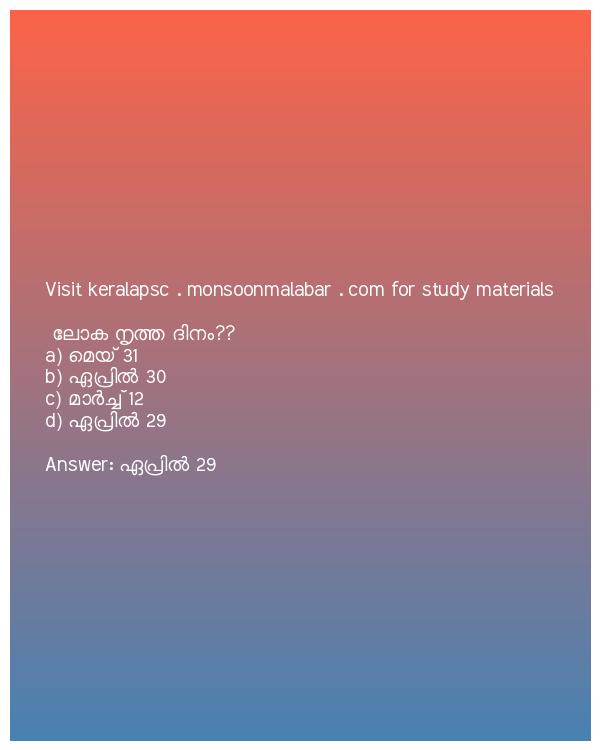 Visit keralapsc . monsoonmalabar . com for study materials
ലോക നൃത്ത ദിനം??
a) മെയ് 31
b) ഏപ്രിൽ 30
c) മാർച്ച് 12
d) ഏപ്രിൽ 29
Answer: ഏപ്രിൽ 29